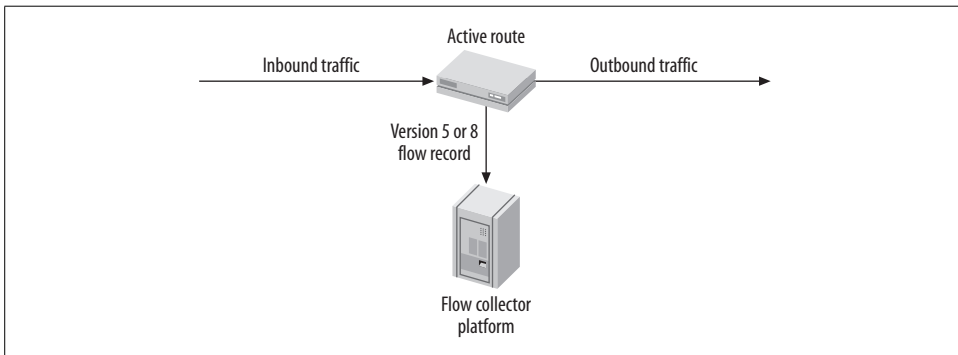 Active route
Inbound traffic
Outbound traffic
Version 5 or 8
flow record
Flow collector
platform